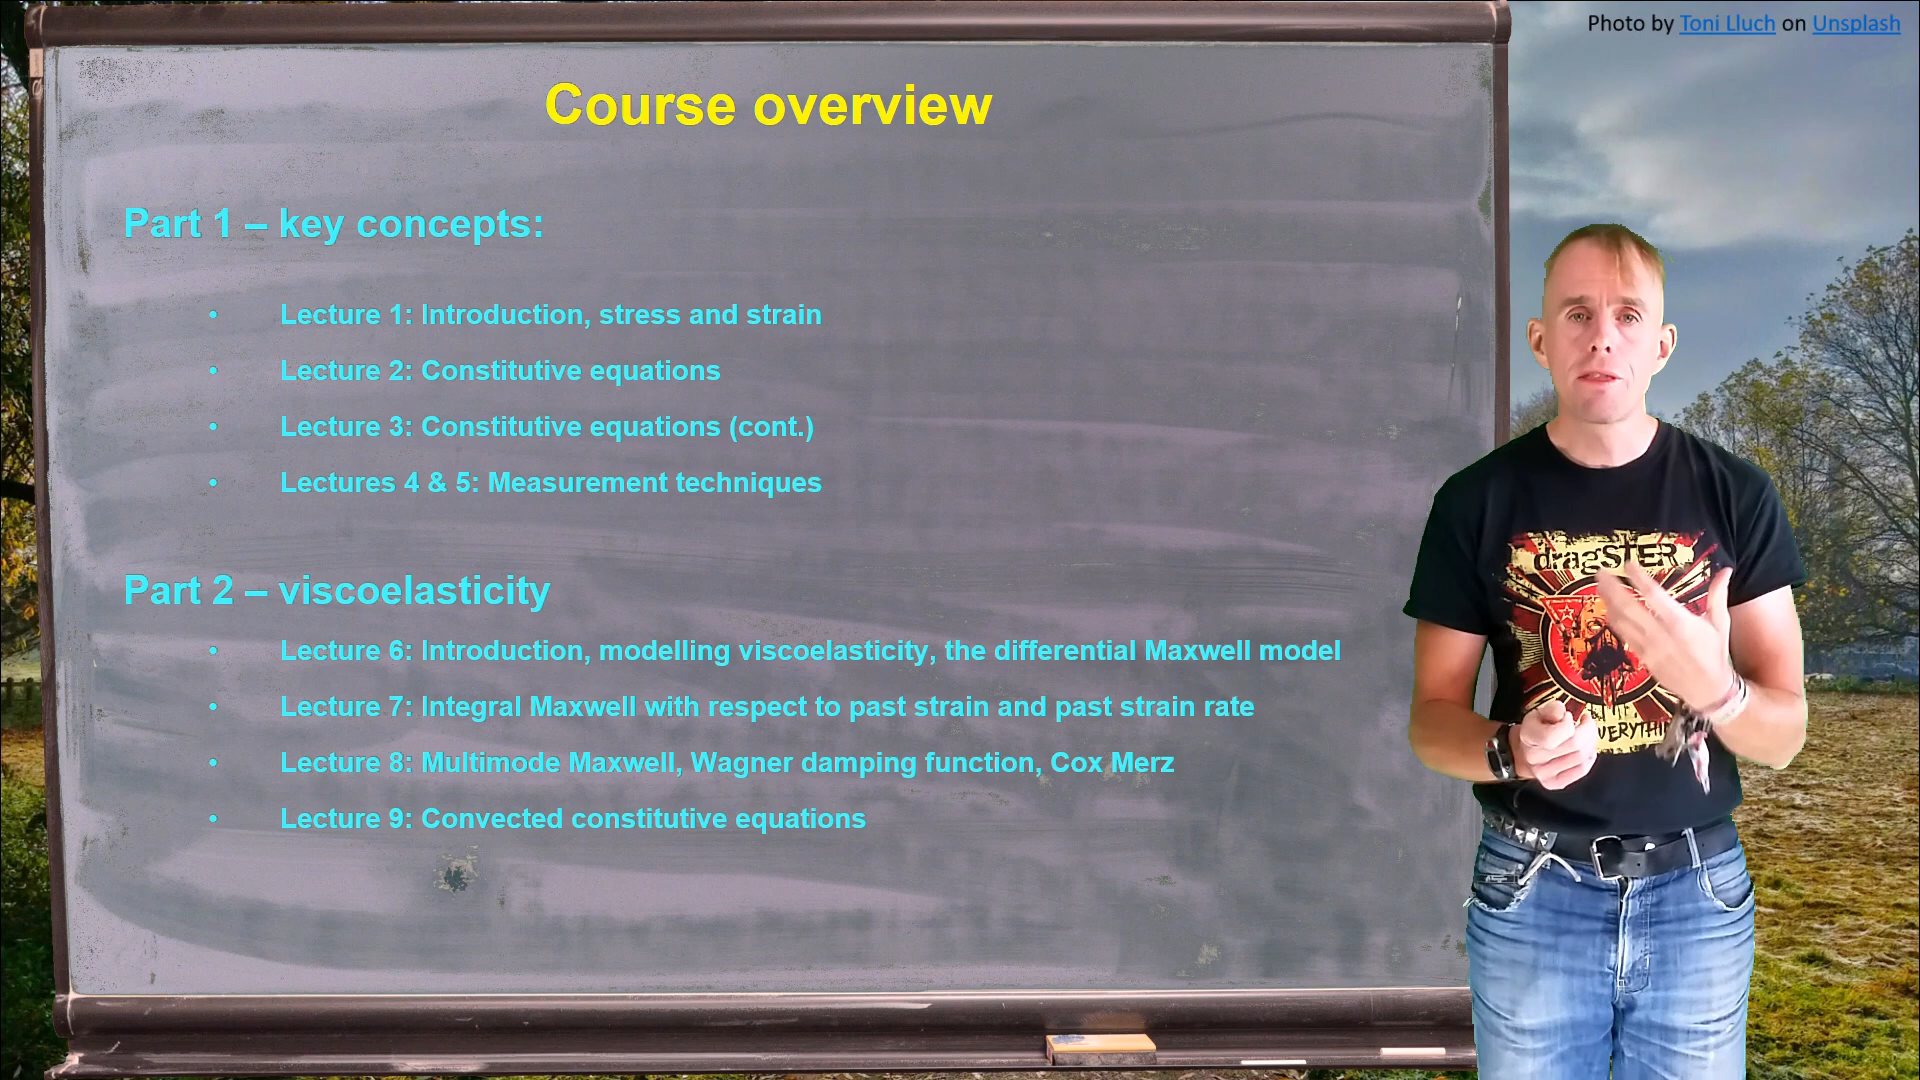 Photo by Toni Lluch on Unsplash
Course overview
Part 1 – key concepts:
• Lecture 1: Introduction, stress and strain
• Lecture 2: Constitutive equations
• Lecture 3: Constitutive equations (cont.)
• Lectures 4 & 5: Measurement techniques
Part 2 – viscoelasticity
• Lecture 6: Introduction, modelling viscoelasticity, the differential Maxwell model
• Lecture 7: Integral Maxwell with respect to past strain and past strain rate
• Lecture 8: Multimode Maxwell, Wagner damping function, Cox Merz
• Lecture 9: Convected constitutive equations
dragSTER